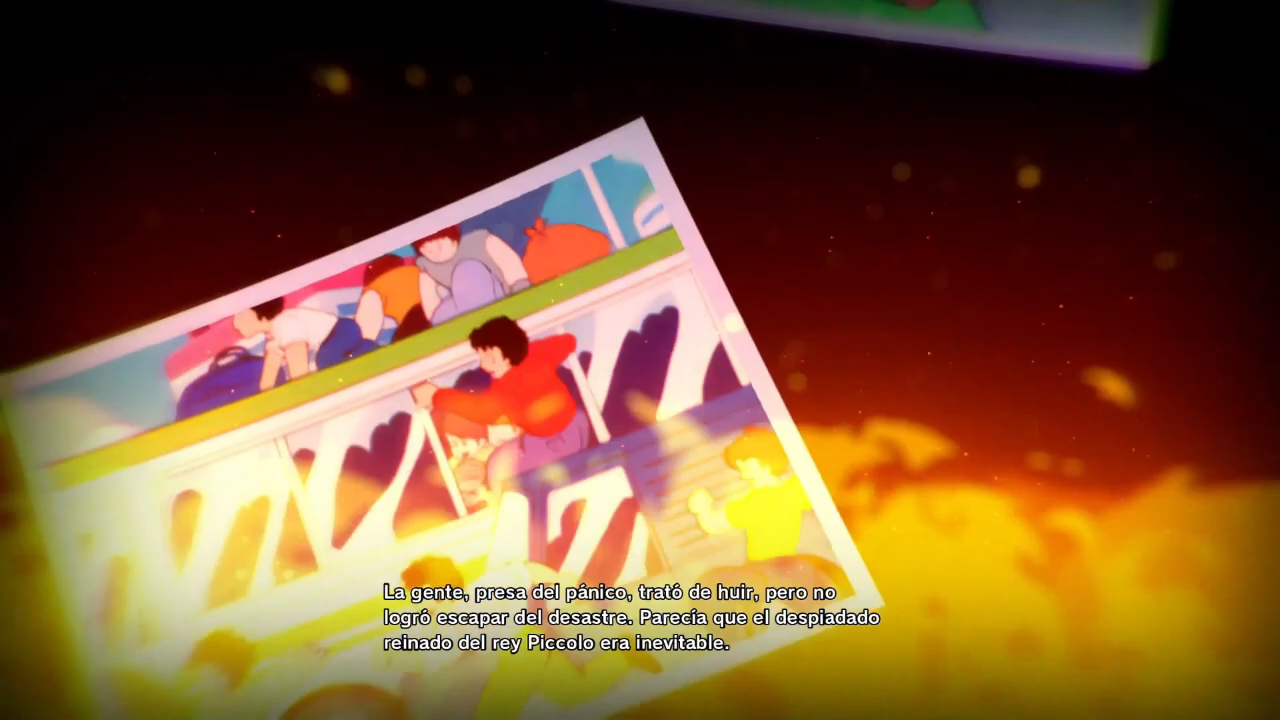 La gente, presa del pánico, trató de huir, pero no
logró escapar del desastre. Parecía que el despiadado
reinado del rey Piccolo era inevitable.